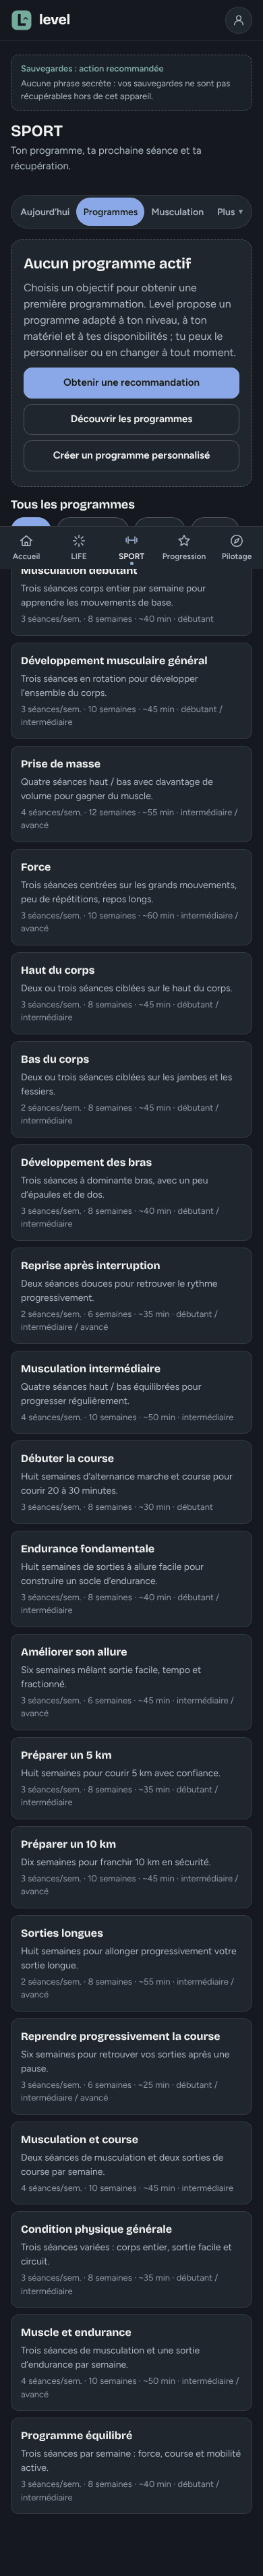 level
Sauvegardes : action recommandée
Aucune phrase secrète : vos sauvegardes ne sont pas
récupérables hors de cet appareil.
SPORT
Ton programme, ta prochaine séance et ta
récupération.
Aujourd'hui Programmes Musculation Plus ▾
Aucun programme actif
Choisis un objectif pour obtenir une
première programmation. Level propose un
programme adapté à ton niveau, à ton
matériel et à tes disponibilités ; tu peux le
personnaliser ou en changer à tout moment.
Obtenir une recommandation
Découvrir les programmes
Créer un programme personnalisé
Tous les programmes
Accueil LIFE SPORT Progression Pilotage
Musculation débutant
Trois séances corps entier par semaine pour
apprendre les mouvements de base.
3 séances/sem. · 8 semaines · ~40 min · débutant
Développement musculaire général
Trois séances en rotation pour développer
l'ensemble du corps.
3 séances/sem. · 10 semaines · ~45 min · débutant /
intermédiaire
Prise de masse
Quatre séances haut / bas avec davantage de
volume pour gagner du muscle.
4 séances/sem. · 12 semaines · ~55 min · intermédiaire /
avancé
Force
Trois séances centrées sur les grands mouvements,
peu de répétitions, repos longs.
3 séances/sem. · 10 semaines · ~60 min · intermédiaire /
avancé
Haut du corps
Deux ou trois séances ciblées sur le haut du corps.
3 séances/sem. · 8 semaines · ~45 min · débutant /
intermédiaire
Bas du corps
Deux ou trois séances ciblées sur les jambes et les
fessiers.
2 séances/sem. · 8 semaines · ~45 min · débutant /
intermédiaire
Développement des bras
Trois séances à dominante bras, avec un peu
d'épaules et de dos.
3 séances/sem. · 8 semaines · ~40 min · débutant /
intermédiaire
Reprise après interruption
Deux séances douces pour retrouver le rythme
progressivement.
2 séances/sem. · 6 semaines · ~35 min · débutant /
intermédiaire / avancé
Musculation intermédiaire
Quatre séances haut / bas équilibrées pour
progresser régulièrement.
4 séances/sem. · 10 semaines · ~50 min · intermédiaire
Débuter la course
Huit semaines d'alternance marche et course pour
courir 20 à 30 minutes.
3 séances/sem. · 8 semaines · ~30 min · débutant
Endurance fondamentale
Huit semaines de sorties à allure facile pour
construire un socle d'endurance.
3 séances/sem. · 8 semaines · ~40 min · débutant /
intermédiaire
Améliorer son allure
Six semaines mêlant sortie facile, tempo et
fractionné.
3 séances/sem. · 6 semaines · ~45 min · intermédiaire /
avancé
Préparer un 5 km
Huit semaines pour courir 5 km avec confiance.
3 séances/sem. · 8 semaines · ~35 min · débutant /
intermédiaire
Préparer un 10 km
Dix semaines pour franchir 10 km en sécurité.
3 séances/sem. · 10 semaines · ~45 min · intermédiaire /
avancé
Sorties longues
Huit semaines pour allonger progressivement votre
sortie longue.
2 séances/sem. · 8 semaines · ~55 min · intermédiaire /
avancé
Reprendre progressivement la course
Six semaines pour retrouver vos sorties après une
pause.
3 séances/sem. · 6 semaines · ~25 min · débutant /
intermédiaire / avancé
Musculation et course
Deux séances de musculation et deux sorties de
course par semaine.
4 séances/sem. · 10 semaines · ~45 min · intermédiaire
Condition physique générale
Trois séances variées : corps entier, sortie facile et
circuit.
3 séances/sem. · 8 semaines · ~35 min · débutant /
intermédiaire
Muscle et endurance
Trois séances de musculation et une sortie
d'endurance par semaine.
4 séances/sem. · 10 semaines · ~50 min · intermédiaire /
avancé
Programme équilibré
Trois séances par semaine : force, course et mobilité
active.
3 séances/sem. · 8 semaines · ~40 min · débutant /
intermédiaire